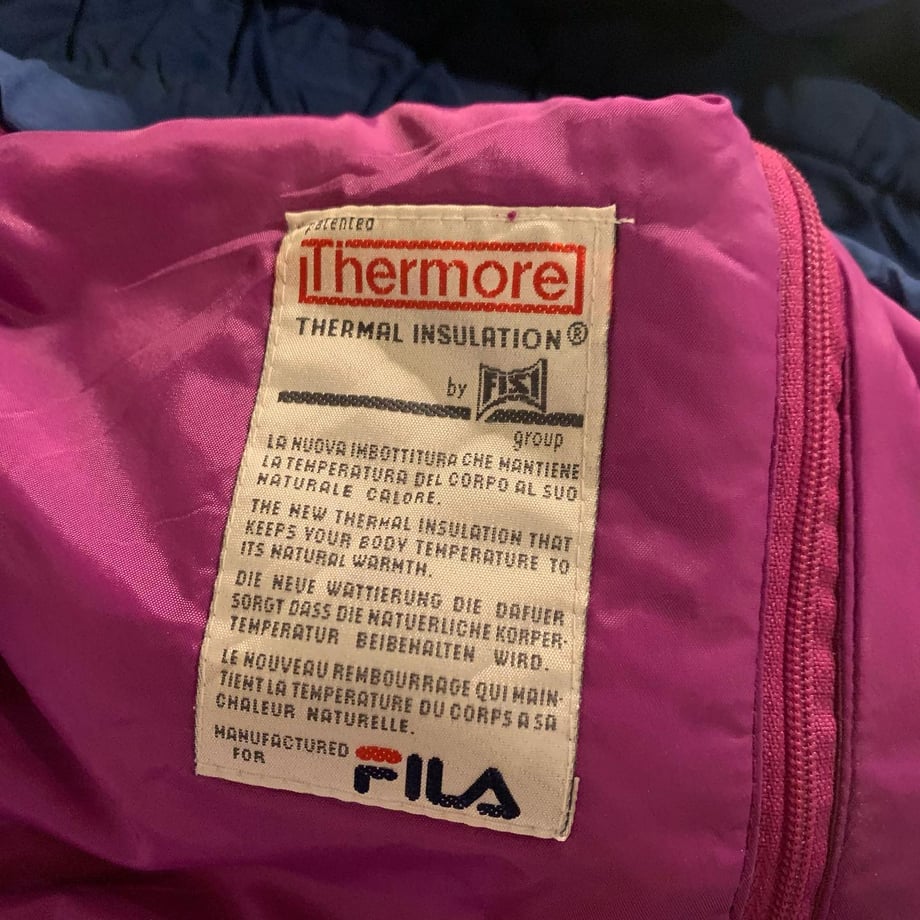 patented
Thermore
THERMAL INSULATION®
by FISI
group
LA NUOVA IMBOTTITURA CHE MANTIENE
LA TEMPERATURA DEL CORPO AL SUO
NATURALE CALORE.
THE NEW THERMAL INSULATION THAT
KEEPS YOUR BODY TEMPERATURE TO
ITS NATURAL WARMTH.
DIE NEUE WATTIERUNG DIE DAFUER
SORGT DASS DIE NATUERLICHE KORPER-
TEMPERATUR BEIBEHALTEN WIRD.
LE NOUVEAU REMBOURRAGE QUI MAIN-
TIENT LA TEMPERATURE DU CORPS A SA
CHALEUR NATURELLE.
MANUFACTURED
FOR
FILA